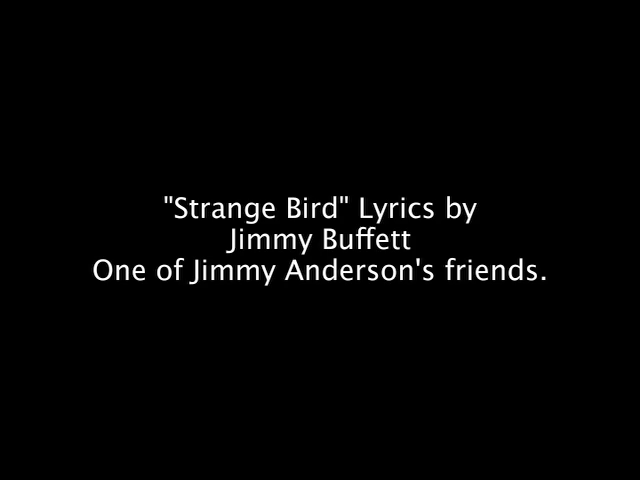 "Strange Bird" Lyrics by
Jimmy Buffett
One of Jimmy Anderson's friends.